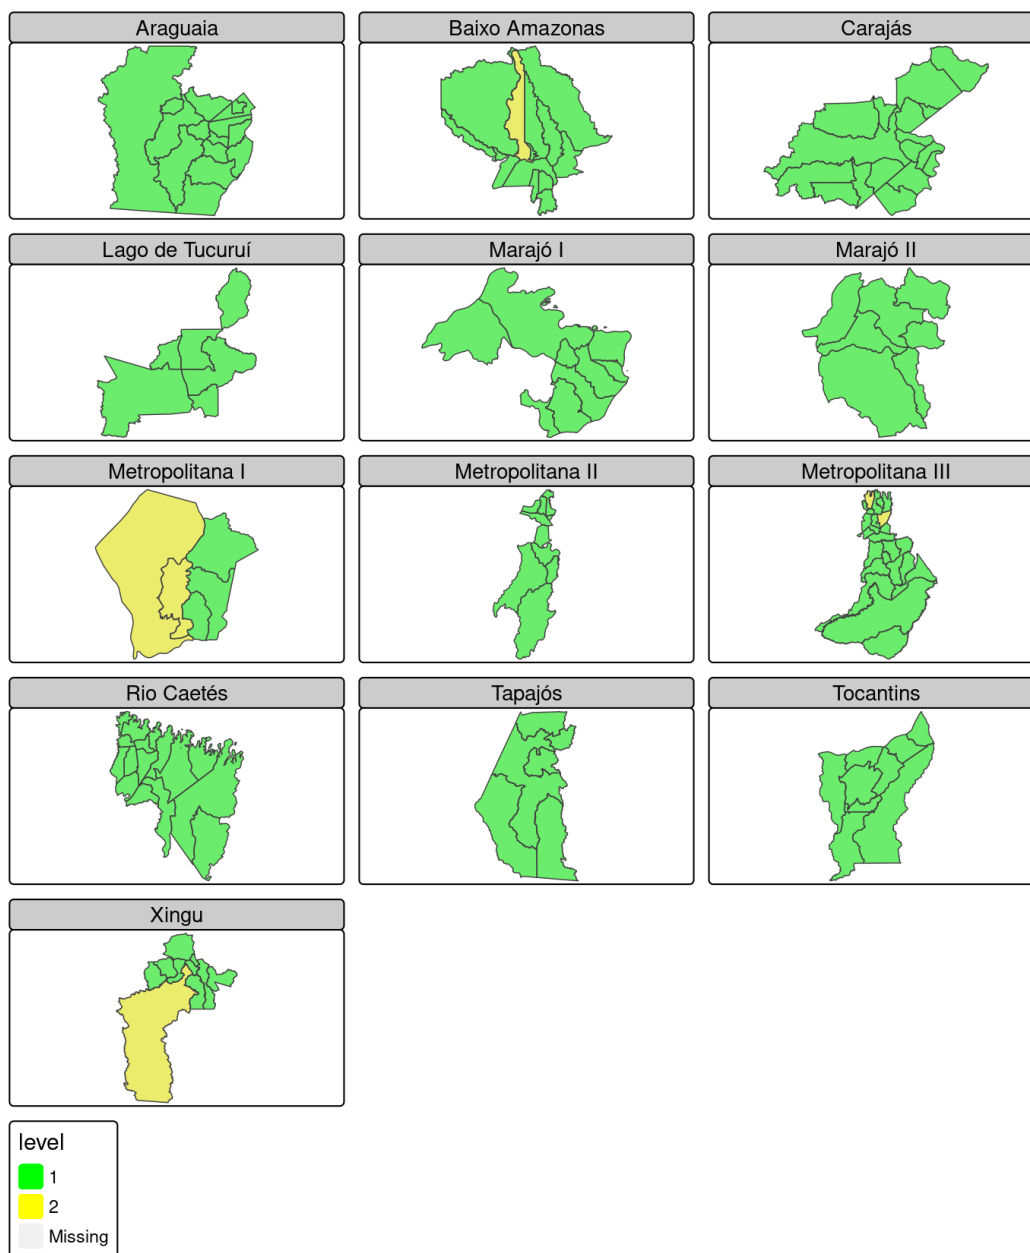 Araguaia
Baixo Amazonas
Carajás
Lago de Tucuruí
Marajó I
Marajó II
Metropolitana I
Metropolitana II
Metropolitana III
Rio Caetés
Tapajós
Tocantins
Xingu
level
1
2
Missing